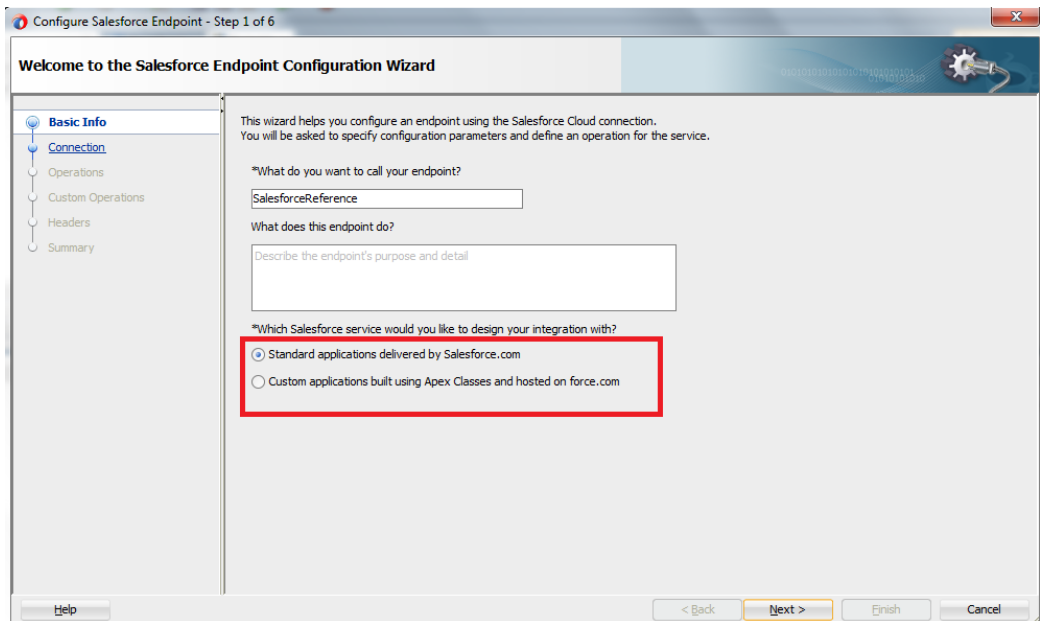 Configure Salesforce Endpoint - Step 1 of 6
x
Welcome to the Salesforce Endpoint Configuration Wizard
Basic Info
Connection
Operations
Custom Operations
Headers
Summary
This wizard helps you configure an endpoint using the Salesforce Cloud connection.
You will be asked to specify configuration parameters and define an operation for the service.
*What do you want to call your endpoint?
SalesforceReference
What does this endpoint do?
Describe the endpoint's purpose and detail
*Which Salesforce service would you like to design your integration with?
Standard applications delivered by Salesforce.com
Custom applications built using Apex Classes and hosted on force.com
Help
< Back
Next >
Finish
Cancel